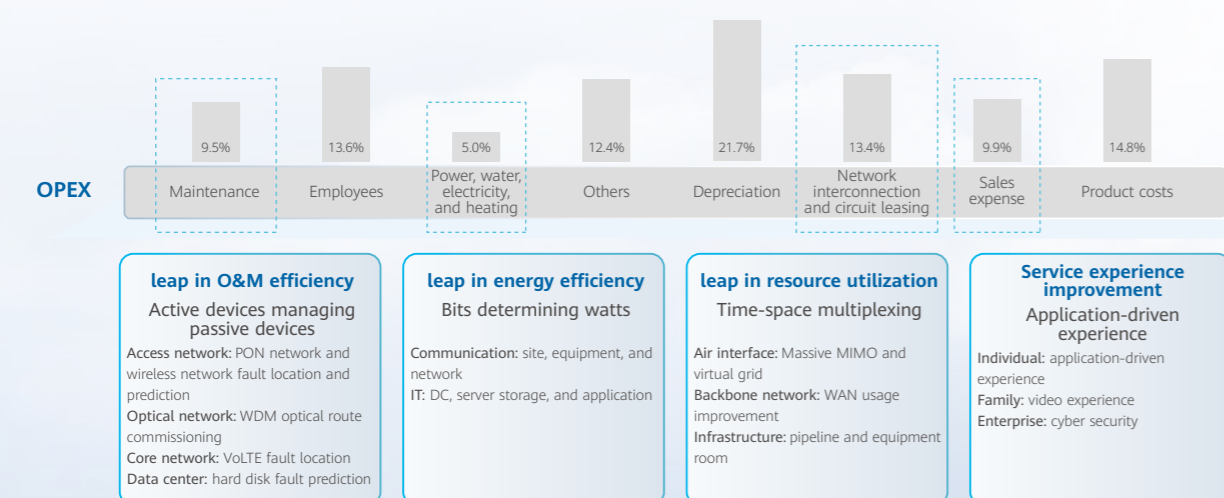 9.5%
13.6%
5.0%
12.4%
21.7%
13.4%
9.9%
14.8%
OPEX
Maintenance
Employees
Power, water,
electricity,
and heating
Others
Depreciation
Network
interconnection
and circuit leasing
Sales
expense
Product costs
leap in O&M efficiency
Active devices managing
passive devices
Access network: PON network and
wireless network fault location and
prediction
Optical network: WDM optical route
commissioning
Core network: VoLTE fault location
Data center: hard disk fault prediction
leap in energy efficiency
Bits determining watts
Communication: site, equipment, and
network
IT: DC, server storage, and application
leap in resource utilization
Time-space multiplexing
Air interface: Massive MIMO and
virtual grid
Backbone network: WAN usage
improvement
Infrastructure: pipeline and equipment
room
Service experience
improvement
Application-driven
experience
Individual: application-driven
experience
Family: video experience
Enterprise: cyber security